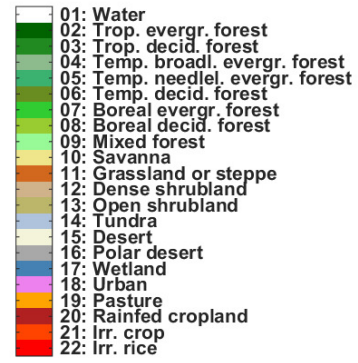 01: Water
02: Trop. evergr. forest
03: Trop. decid. forest
04: Temp. broadl. evergr. forest
05: Temp. needlel. evergr. forest
06: Temp. decid. forest
07: Boreal evergr. forest
08: Boreal decid. forest
09: Mixed forest
10: Savanna
11: Grassland or steppe
12: Dense shrubland
13: Open shrubland
14: Tundra
15: Desert
16: Polar desert
17: Wetland
18: Urban
19: Pasture
20: Rainfed cropland
21: Irr. crop
22: Irr. rice